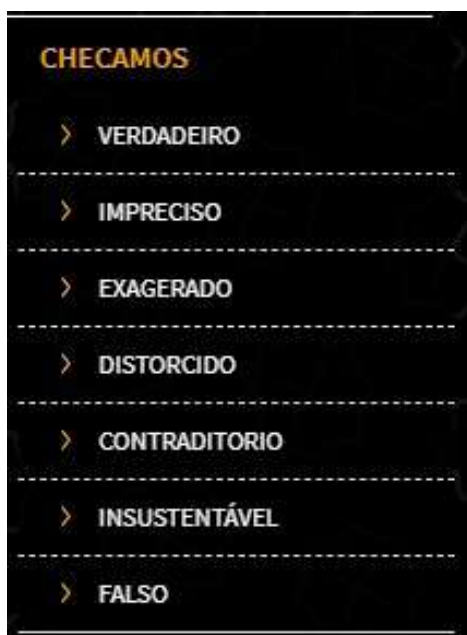 CHECAMOS
VERDADEIRO
IMPRECISO
EXAGERADO
DISTORCIDO
CONTRADITORIO
INSUSTENTÁVEL
FALSO